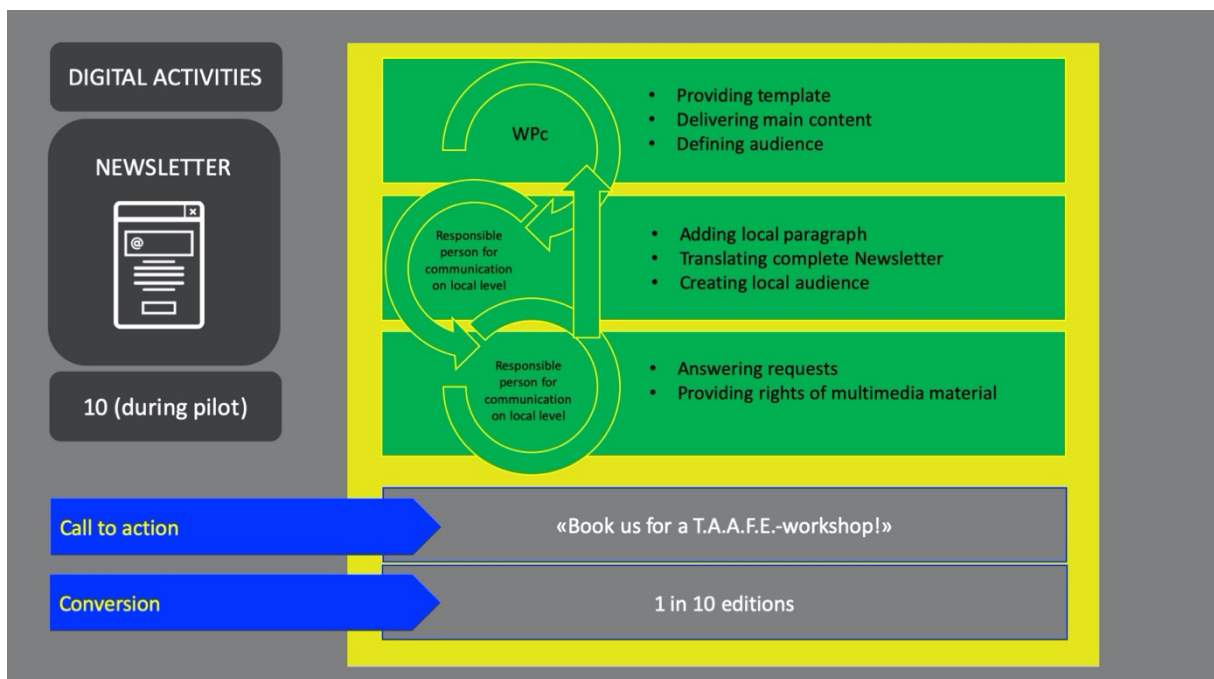 DIGITAL ACTIVITIES
NEWSLETTER
@
10 (during pilot)
WPc
• Providing template
• Delivering main content
• Defining audience
Responsible
person for
communication
on local level
• Adding local paragraph
• Translating complete Newsletter
• Creating local audience
Responsible
person for
communication
on local level
• Answering requests
• Providing rights of multimedia material
Call to action
«Book us for a T.A.A.F.E.-workshop!»
Conversion
1 in 10 editions